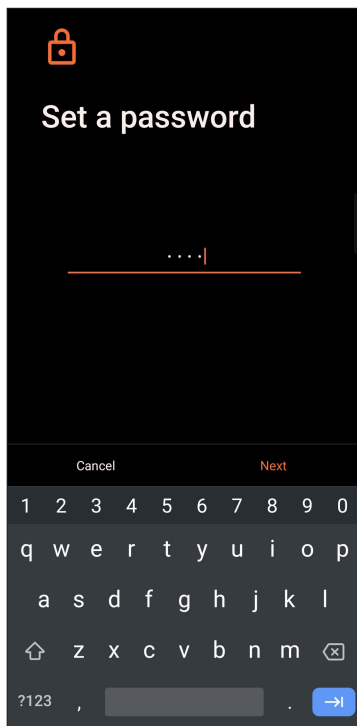 Set a password
····
Cancel Next
1 2 3 4 5 6 7 8 9 0
q w e r t y u i o p
a s d f g h j k l
z x c v b n m
?123 , .